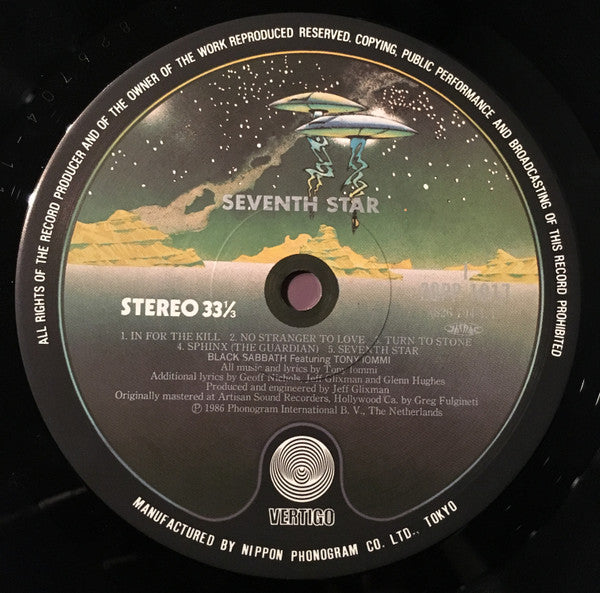 ALL RIGHTS OF THE RECORD PRODUCER AND OF THE OWNER OF THE WORK REPRODUCED RESERVED. COPYING, PUBLIC PERFORMANCE AND BROADCASTING OF THIS RECORD PROHIBITED
SEVENTH STAR
STEREO 33⅓
1. IN FOR THE KILL 2. NO STRANGER TO LOVE 3. TURN TO STONE
4. SPHINX (THE GUARDIAN) 5. SEVENTH STAR
BLACK SABBATH Featuring TONY IOMMI
All music and lyrics by Tony Iommi
Additional lyrics by Geoff Nichols, Jeff Glixman and Glenn Hughes
Produced and engineered by Jeff Glixman
Originally mastered at Artisan Sound Recorders, Hollywood Ca. by Greg Fulgineti
Ⓟ 1986 Phonogram International B. V., The Netherlands
VERTIGO
MANUFACTURED BY NIPPON PHONOGRAM CO. LTD., TOKYO